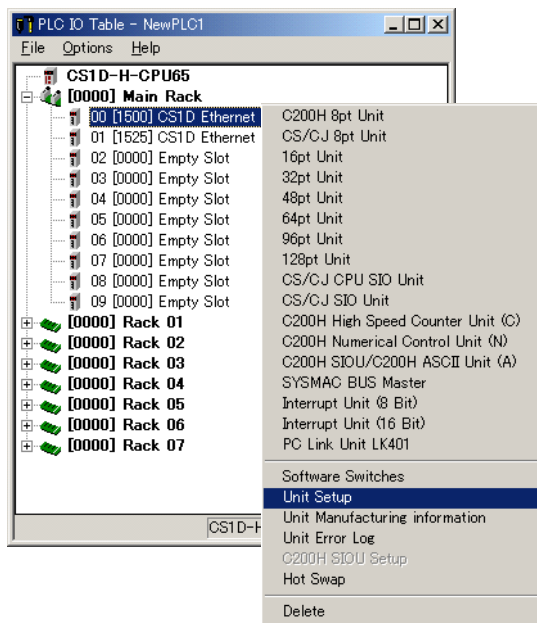 PLC IO Table - NewPLC1
File Options Help
CS1D-H-CPU65
[0000] Main Rack
00 [1500] CS1D Ethernet
01 [1525] CS1D Ethernet
02 [0000] Empty Slot
03 [0000] Empty Slot
04 [0000] Empty Slot
05 [0000] Empty Slot
06 [0000] Empty Slot
07 [0000] Empty Slot
08 [0000] Empty Slot
09 [0000] Empty Slot
[0000] Rack 01
[0000] Rack 02
[0000] Rack 03
[0000] Rack 04
[0000] Rack 05
[0000] Rack 06
[0000] Rack 07
CS1D-H
C200H 8pt Unit
CS/CJ 8pt Unit
16pt Unit
32pt Unit
48pt Unit
64pt Unit
96pt Unit
128pt Unit
CS/CJ CPU SIO Unit
CS/CJ SIO Unit
C200H High Speed Counter Unit (C)
C200H Numerical Control Unit (N)
C200H SIOU/C200H ASCII Unit (A)
SYSMAC BUS Master
Interrupt Unit (8 Bit)
Interrupt Unit (16 Bit)
PC Link Unit LK401
Software Switches
Unit Setup
Unit Manufacturing information
Unit Error Log
C200H SIOU Setup
Hot Swap
Delete